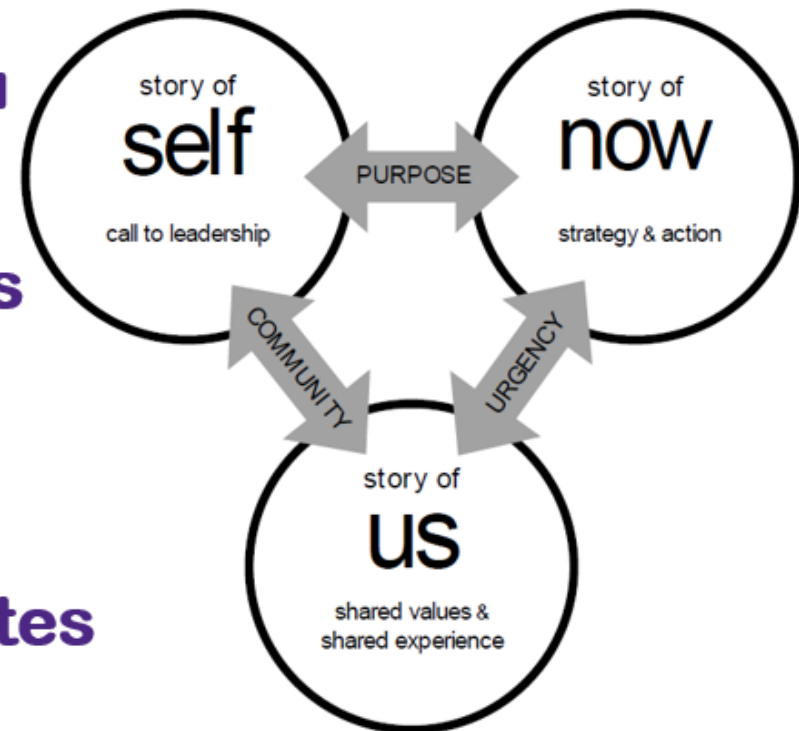 story of
self
call to leadership
PURPOSE
story of
now
strategy & action
COMMUNITY
URGENCY
story of
us
shared values &
shared experience